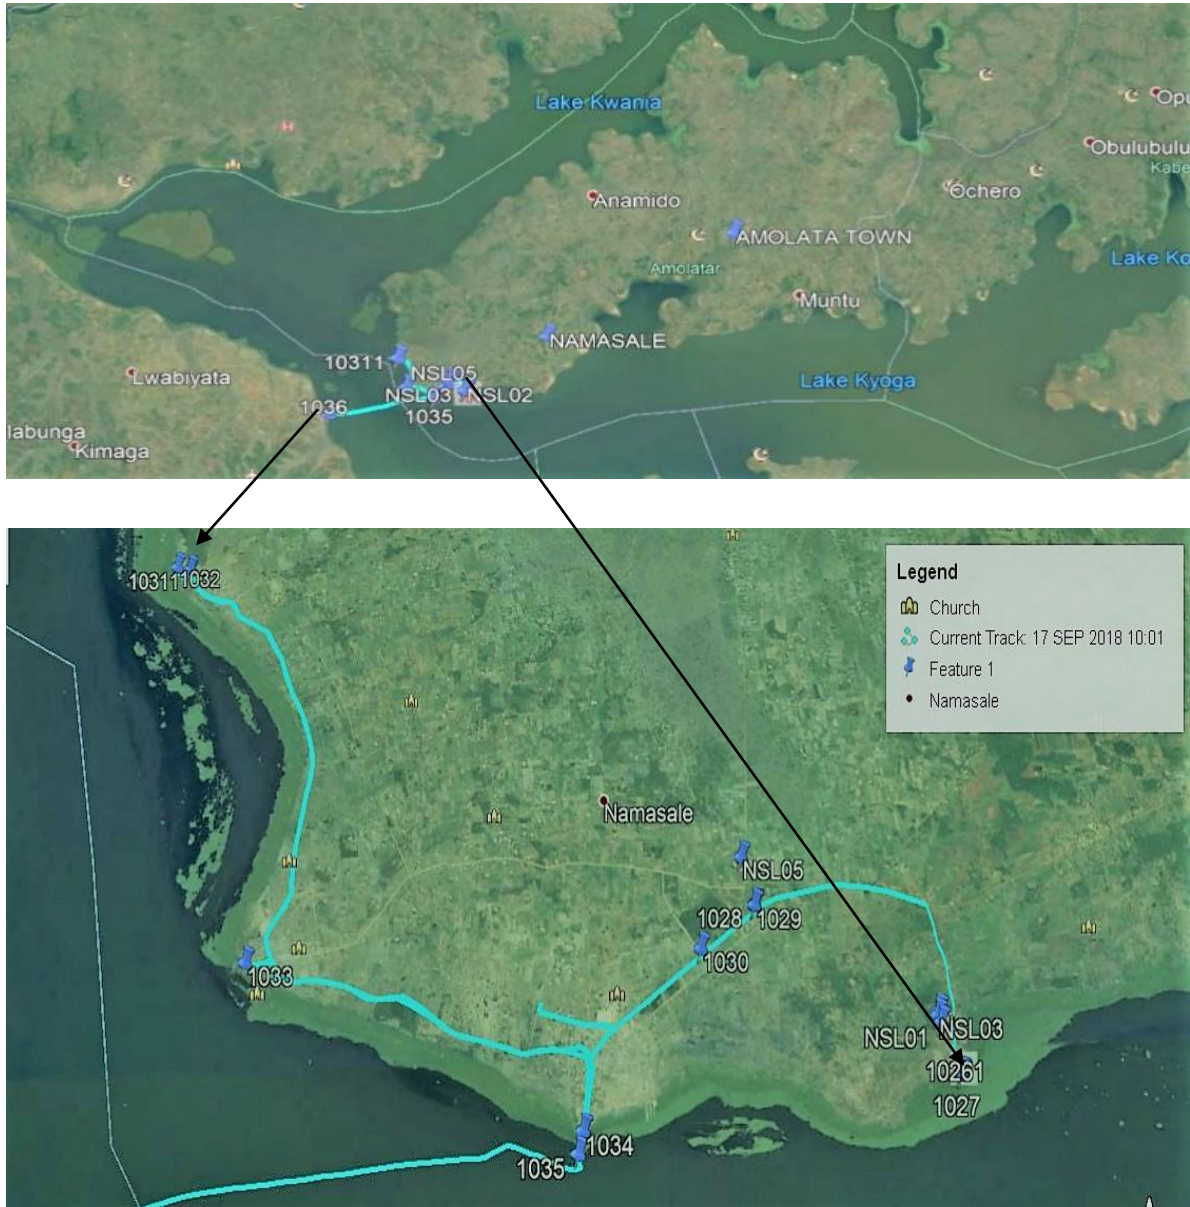 Lake Kwania
H
Opu
Obulubulu
Kabe
Anamido
Ochero
AMOLATA TOWN
Lake Ko
Amolatar
Muntu
NAMASALE
10311
NSL05
Lwabiyata
Lake Kyoga
NSL03
NSL02
1036
1035
labunga
Kimaga
Legend
Church
Current Track: 17 SEP 2018 10:01
Feature 1
Namasale
10311
1032
Namasale
NSL05
1028
1029
1030
1033
NSL01
NSL03
10261
1027
1034
1035